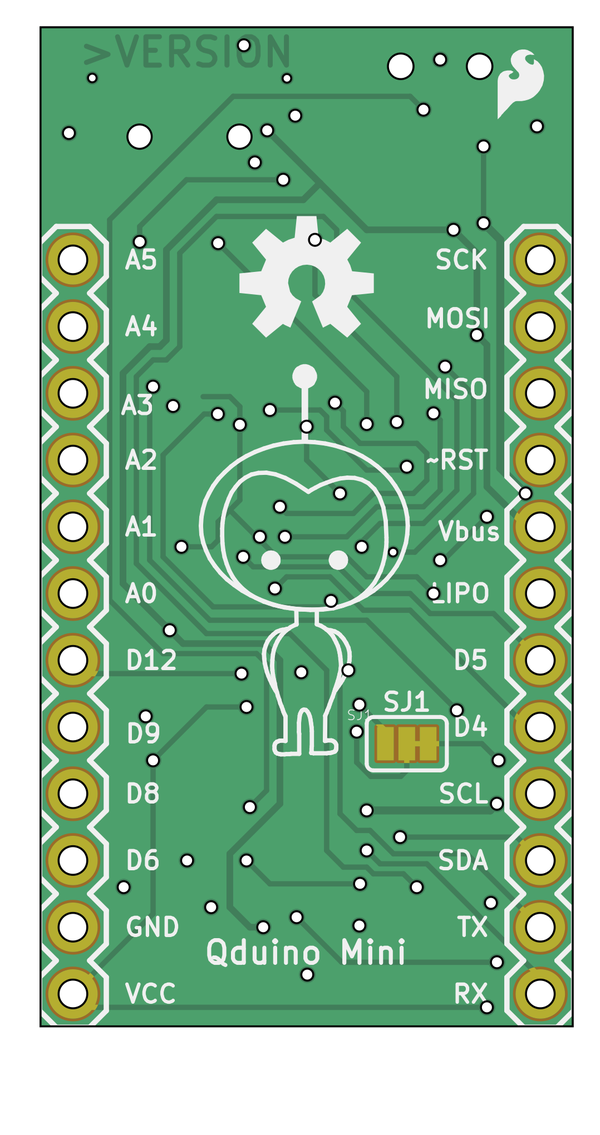 >VERSION
A5
SCK
A4
MOSI
A3
MISO
A2
~RST
A1
Vbus
A0
LIPO
D12
D5
SJ1
SJ1
D9
D4
D8
SCL
D6
SDA
GND
TX
Qduino Mini
VCC
RX